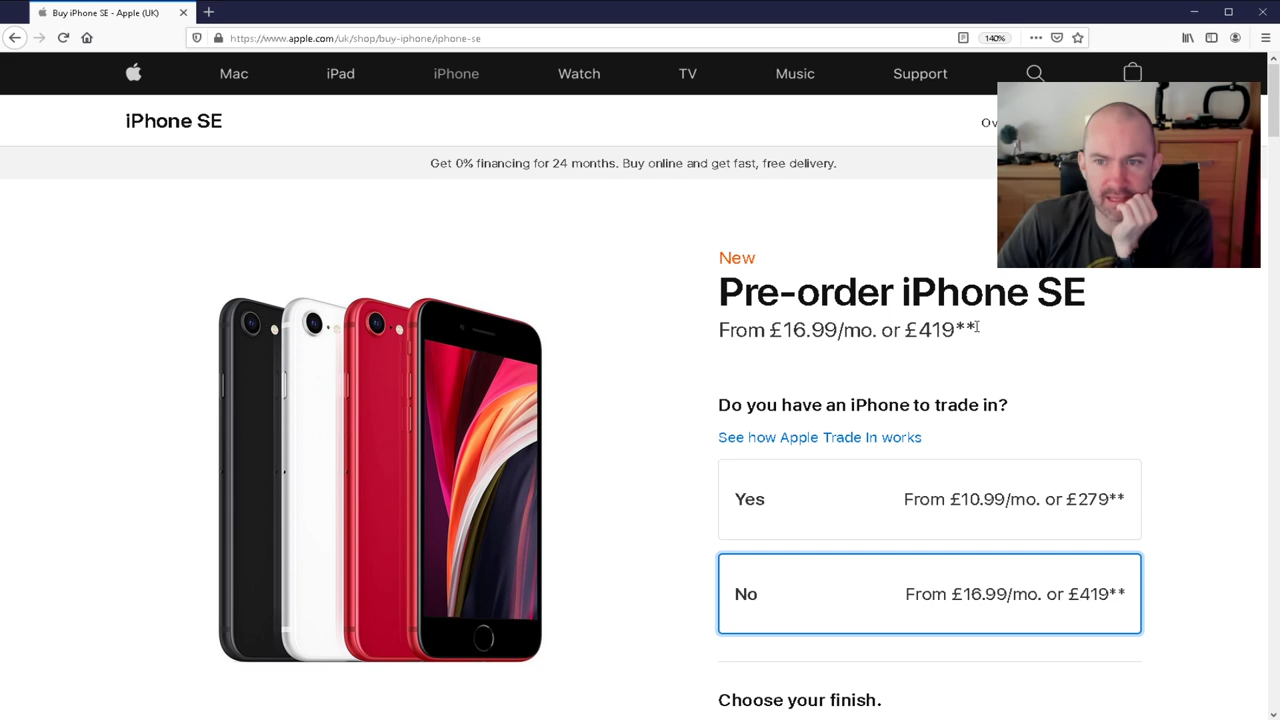 Buy iPhone SE - Apple (UK)
https://www.apple.com/uk/shop/buy-iphone/iphone-se
140%
Mac
iPad
iPhone
Watch
TV
Music
Support
iPhone SE
Ov
Get 0% financing for 24 months. Buy online and get fast, free delivery.
New
Pre-order iPhone SE
From £16.99/mo. or £419**
Do you have an iPhone to trade in?
See how Apple Trade In works
Yes
From £10.99/mo. or £279**
No
From £16.99/mo. or £419**
Choose your finish.